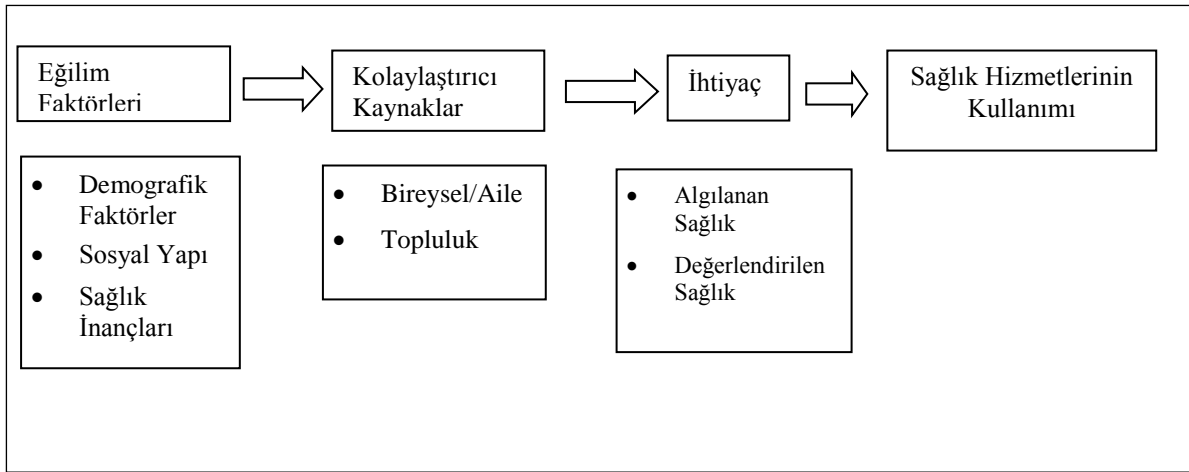 Eğilim
Faktörleri
Kolaylaştırıcı
Kaynaklar
İhtiyaç
Sağlık Hizmetlerinin
Kullanımı
• Demografik
Faktörler
• Sosyal Yapı
• Sağlık
İnançları
• Bireysel/Aile
• Topluluk
• Algılanan
Sağlık
• Değerlendirilen
Sağlık